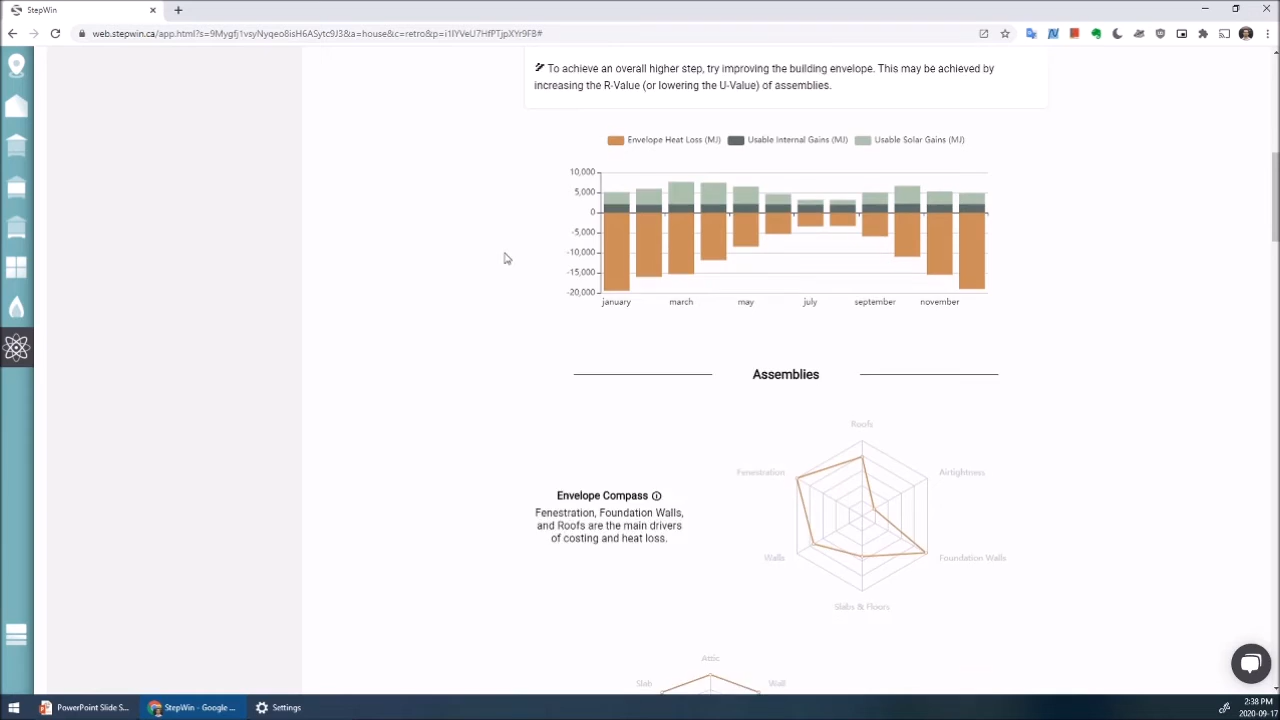 StepWin
web.stepwin.ca/app.html?s=9Mygfj1vsyNyqeo8isH6ASytc9J3&a=house&c=retro&p=i1IYVeU7HfPTjpXYr9FB#
To achieve an overall higher step, try improving the building envelope. This may be achieved by
increasing the R-Value (or lowering the U-Value) of assemblies.
Envelope Heat Loss (MJ) Usable Internal Gains (MJ) Usable Solar Gains (MJ)
10,000
5,000
0
-5,000
-10,000
-15,000
-20,000
january march may july september november
Assemblies
Roofs
Fenestration Airtightness
Envelope Compass
Fenestration, Foundation Walls,
and Roofs are the main drivers
of costing and heat loss.
Walls Foundation Walls
Slabs & Floors
Attic
Slab Wall
PowerPoint Slide S... StepWin - Google ... Settings
2:38 PM
2020-09-17